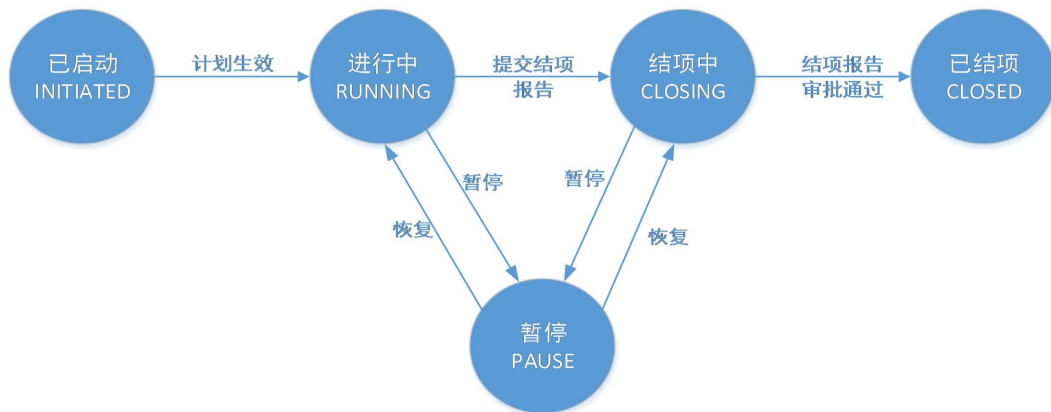 已启动
INITIATED
计划生效
进行中
RUNNING
提交结项
报告
结项中
CLOSING
结项报告
审批通过
已结项
CLOSED
暂停
暂停
恢复
恢复
暂停
PAUSE